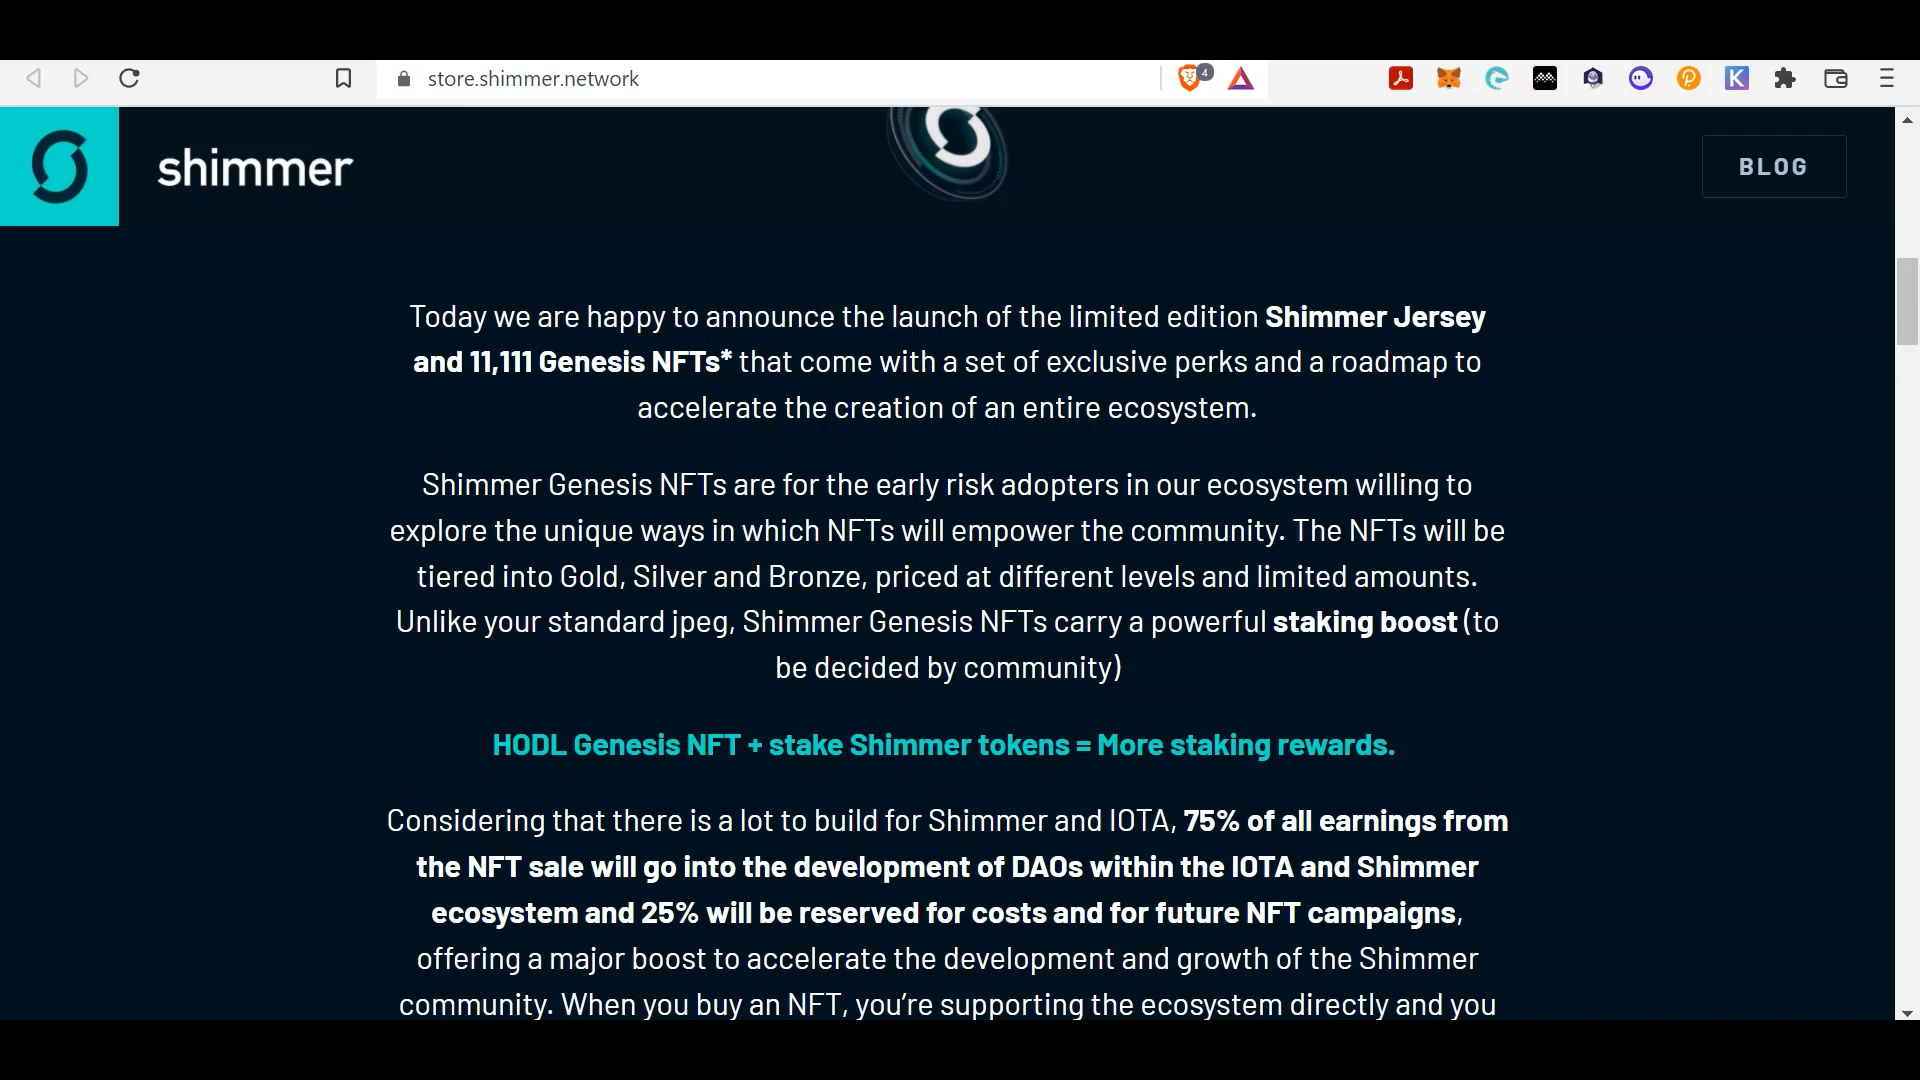 store.shimmer.network
4
K
shimmer
BLOG
Today we are happy to announce the launch of the limited edition Shimmer Jersey
and 11,111 Genesis NFTs* that come with a set of exclusive perks and a roadmap to
accelerate the creation of an entire ecosystem.
Shimmer Genesis NFTs are for the early risk adopters in our ecosystem willing to
explore the unique ways in which NFTs will empower the community. The NFTs will be
tiered into Gold, Silver and Bronze, priced at different levels and limited amounts.
Unlike your standard jpeg, Shimmer Genesis NFTs carry a powerful staking boost (to
be decided by community)
HODL Genesis NFT + stake Shimmer tokens = More staking rewards.
Considering that there is a lot to build for Shimmer and IOTA, 75% of all earnings from
the NFT sale will go into the development of DAOs within the IOTA and Shimmer
ecosystem and 25% will be reserved for costs and for future NFT campaigns,
offering a major boost to accelerate the development and growth of the Shimmer
community. When you buy an NFT, you’re supporting the ecosystem directly and you